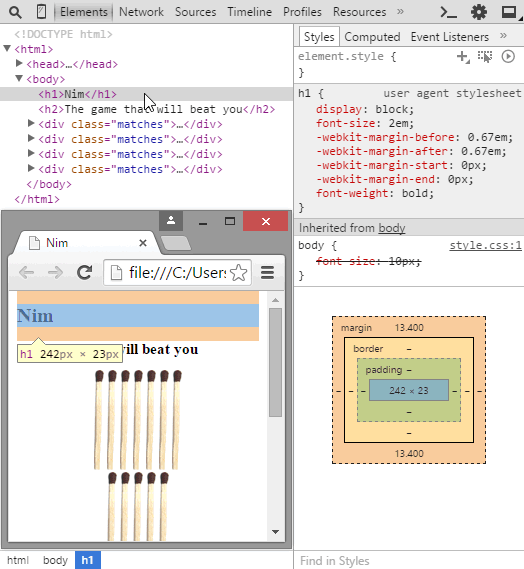 Elements Network Sources Timeline Profiles Resources »
<!DOCTYPE html>
<html>
<head>…</head>
<body>
<h1>Nim</h1>
<h2>The game that will beat you</h2>
<div class="matches">…</div>
<div class="matches">…</div>
<div class="matches">…</div>
<div class="matches">…</div>
</body>
</html>
Nim
file:///C:/Users
Nim
h1 242px × 23px
will beat you
html body h1
Styles Computed Event Listeners »
element.style {
}
h1 { user agent stylesheet
display: block;
font-size: 2em;
-webkit-margin-before: 0.67em;
-webkit-margin-after: 0.67em;
-webkit-margin-start: 0px;
-webkit-margin-end: 0px;
font-weight: bold;
}
Inherited from body
body { style.css:1
font-size: 10px;
}
margin 13.400
border –
padding –
– – – 242 × 23 – – –
–
–
13.400
Find in Styles